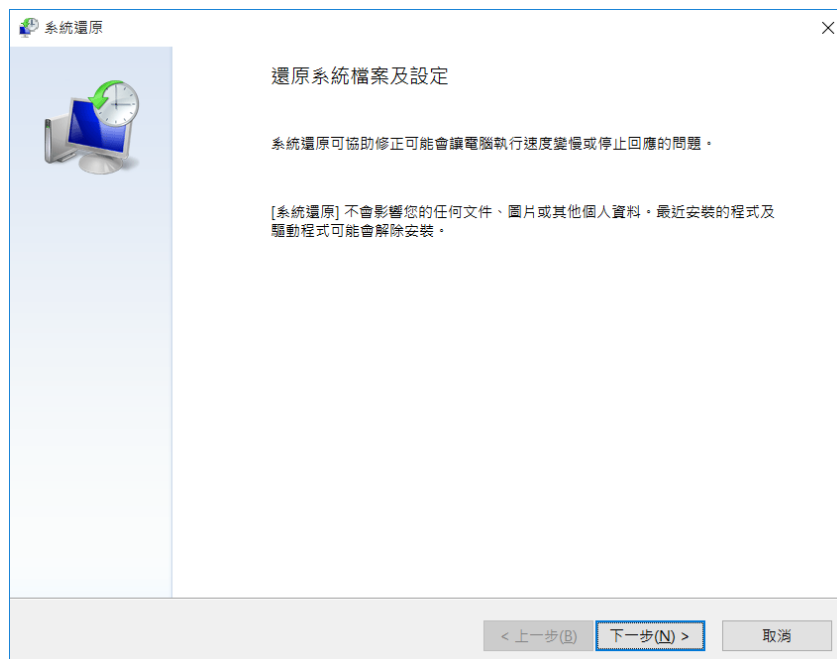 系統還原
還原系統檔案及設定
系統還原可協助修正可能會讓電腦執行速度變慢或停止回應的問題。
[系統還原] 不會影響您的任何文件、圖片或其他個人資料。最近安裝的程式及
驅動程式可能會解除安裝。
< 上一步(B) 下一步(N) > 取消